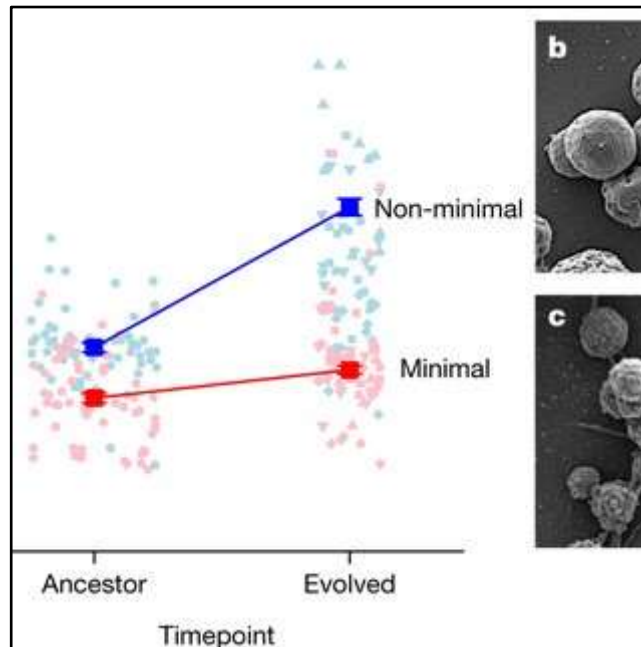 b
Non-minimal
c
Minimal
Ancestor Evolved
Timepoint